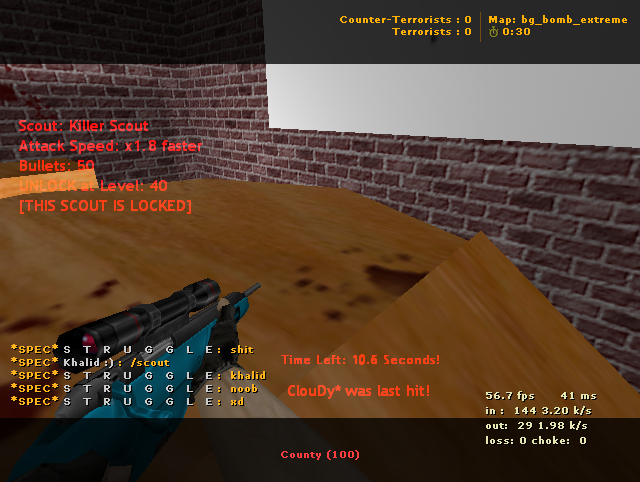 Counter-Terrorists : 0
Map: bg_bomb_extreme
Terrorists : 0
0:30
Scout: Killer Scout
Attack Speed: x1,8 faster
Bullets: 60
UNLOCK at Level: 40
[THIS SCOUT IS LOCKED]
*SPEC* S T R U G G L E : shit
*SPEC* Khalid :) : /scout
*SPEC* S T R U G G L E : khalid
*SPEC* S T R U G G L E : noob
*SPEC* S T R U G G L E : xd
Time Left: 10.6 Seconds!
ClouDy* was last hit!
56.7 fps 41 ms
in : 144 3.20 k/s
out: 29 1.98 k/s
loss: 0 choke: 0
County (100)